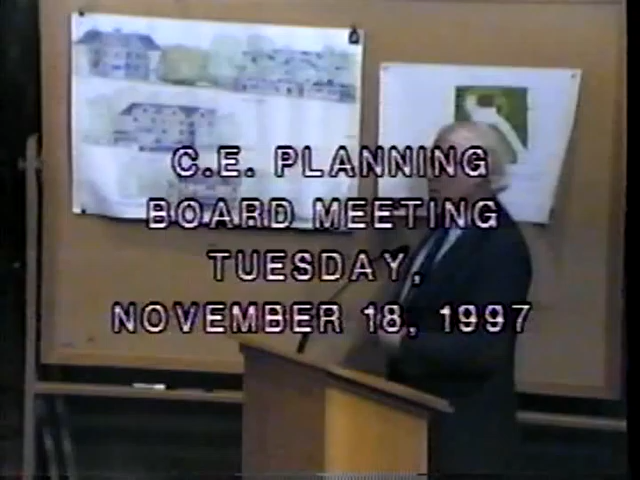 C.E. PLANNING
BOARD MEETING
TUESDAY,
NOVEMBER 18, 1997